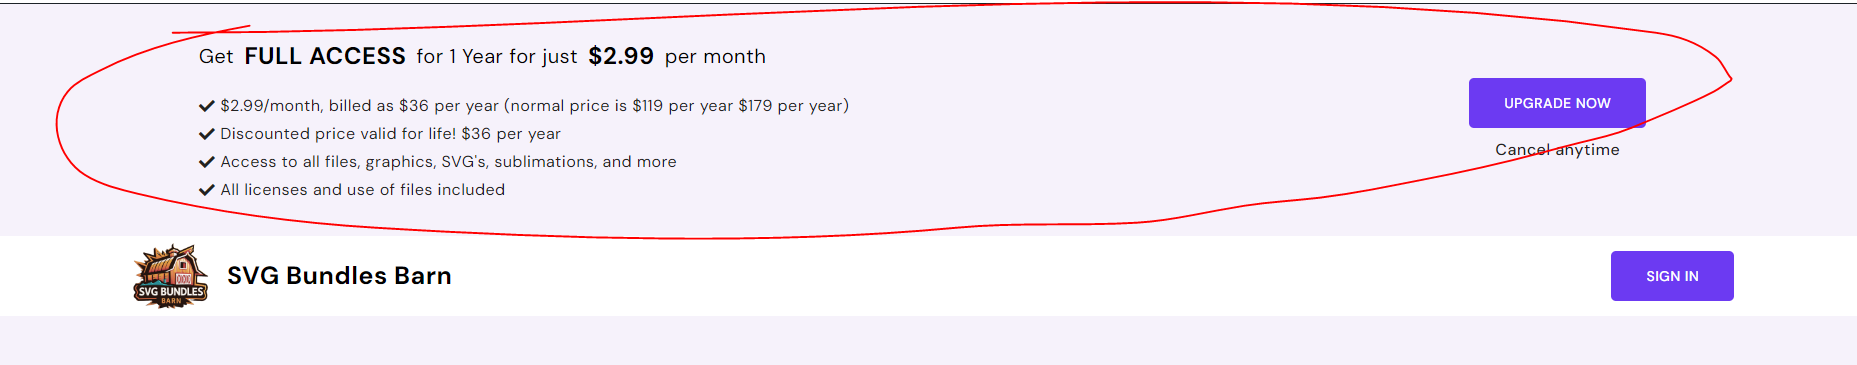 Get FULL ACCESS for 1 Year for just $2.99 per month
$2.99/month, billed as $36 per year (normal price is $119 per year $179 per year)
Discounted price valid for life! $36 per year
Access to all files, graphics, SVG's, sublimations, and more
All licenses and use of files included
UPGRADE NOW
Cancel anytime
SVG BUNDLES
BARN
SVG Bundles Barn
SIGN IN